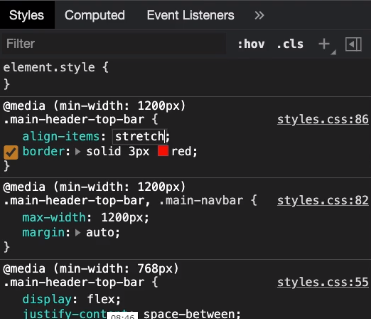 Styles Computed Event Listeners »
Filter :hov .cls +
element.style {
}
@media (min-width: 1200px)
.main-header-top-bar { styles.css:86
align-items: stretch;
border: solid 3px red;
}
@media (min-width: 1200px)
.main-header-top-bar, .main-navbar { styles.css:82
max-width: 1200px;
margin: auto;
}
@media (min-width: 768px)
.main-header-top-bar { styles.css:55
display: flex;
space-between;
08:46